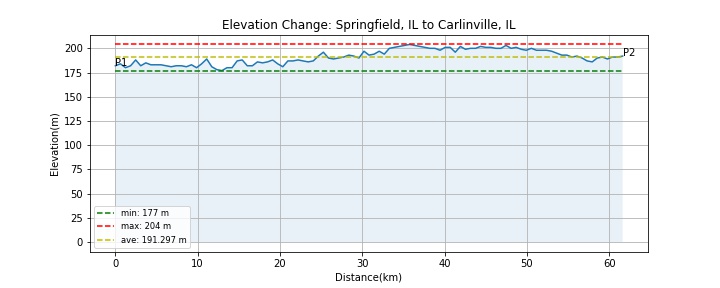 Elevation Change: Springfield, IL to Carlinville, IL
Elevation(m)
200
175
150
125
100
75
50
25
0
P1
P2
min: 177 m
max: 204 m
ave: 191.297 m
0 10 20 30 40 50 60
Distance(km)